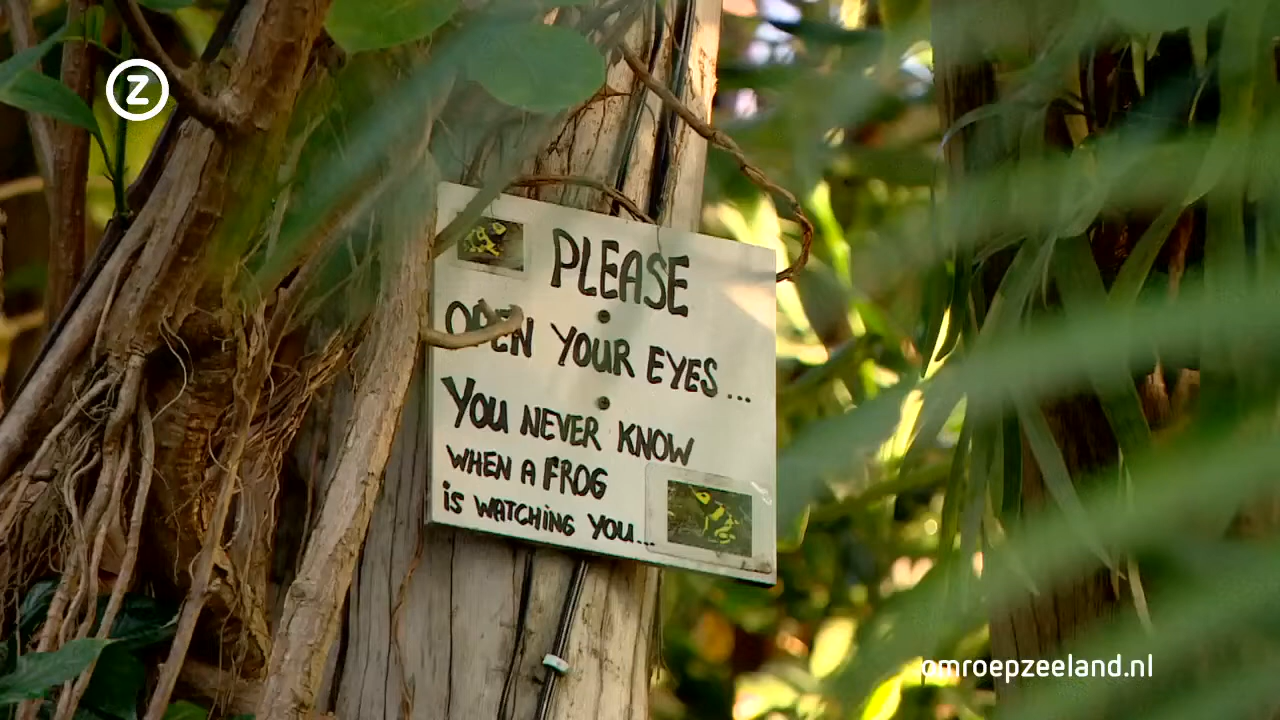 Z
PLEASE
OPEN YOUR EYES...
YOU NEVER KNOW
WHEN A FROG
iS WATCHING YOU...
omroepzeeland.nl